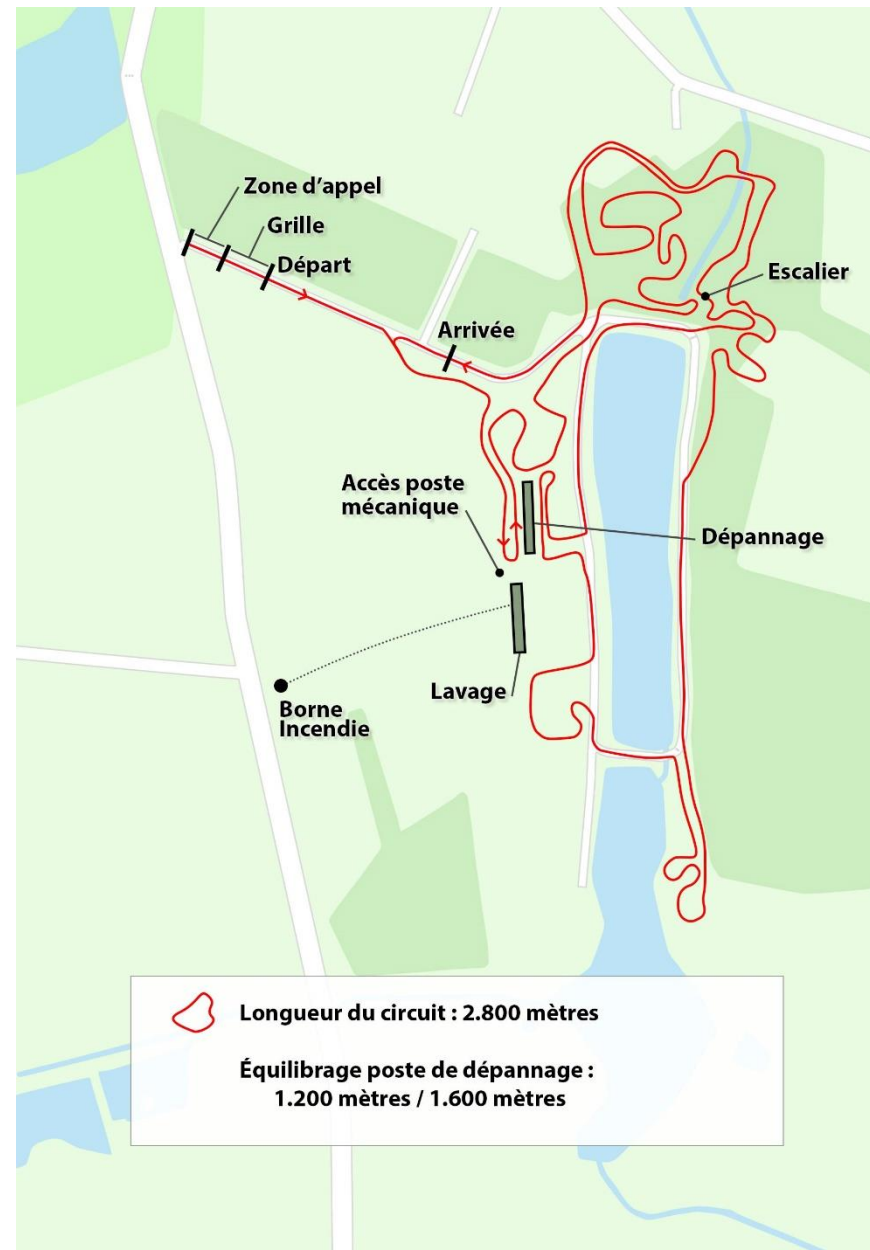 Zone d'appel
Grille
Départ
Escalier
Arrivée
Accès poste
mécanique
Dépannage
Lavage
Borne
Incendie
Longueur du circuit : 2.800 mètres
Équilibrage poste de dépannage :
1.200 mètres / 1.600 mètres